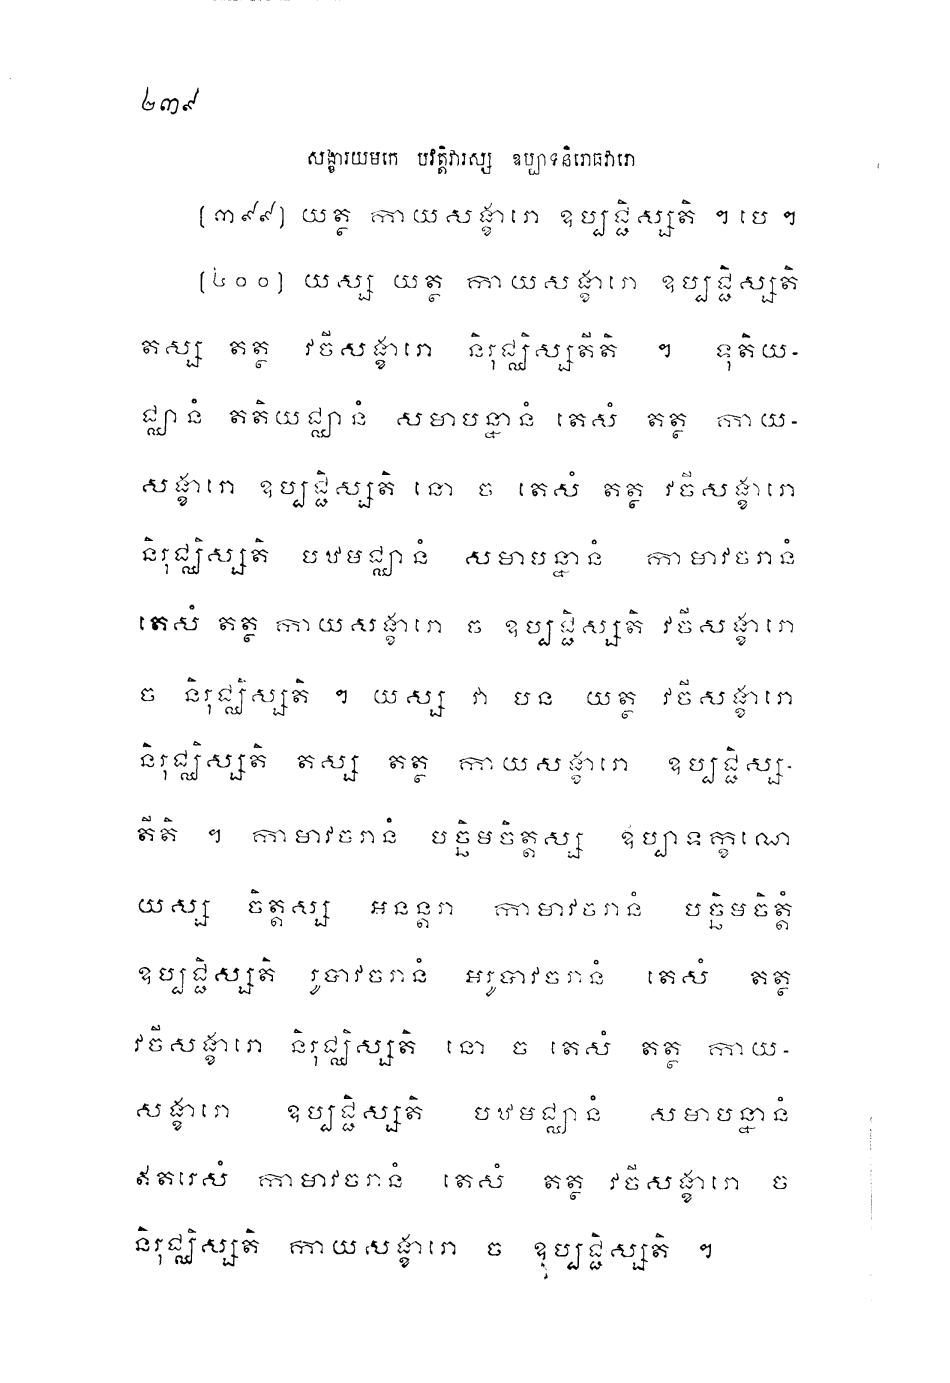 ២៣៩
សង្ខារយមកេ បវត្តិវារស្ស ឧប្បាទនិរោធវារោ
[៣៩៩] យត្ថ កាយសង្ខារោ ឧប្បជ្ជិស្សតិ ។ បេ ។
[៤០០] យស្ស យត្ថ កាយសង្ខារោ ឧប្បជ្ជិស្សតិ
តស្ស តត្ថ វចីសង្ខារោ និរុជ្ឈិស្សតីតិ ។ ទុតិយ-
ជ្ឈានំ តតិយជ្ឈានំ សមាបន្នានំ តេសំ តត្ថ កាយ-
សង្ខារោ ឧប្បជ្ជិស្សតិ នោ ច តេសំ តត្ថ វចីសង្ខារោ
និរុជ្ឈិស្សតិ បឋមជ្ឈានំ សមាបន្នានំ កាមាវចរានំ
តេសំ តត្ថ កាយសង្ខារោ ច ឧប្បជ្ជិស្សតិ វចីសង្ខារោ
ច និរុជ្ឈិស្សតិ ។ យស្ស វា បន យត្ថ វចីសង្ខារោ
និរុជ្ឈិស្សតិ តស្ស តត្ថ កាយសង្ខារោ ឧប្បជ្ជិស្ស-
តីតិ ។ កាមាវចរានំ បច្ឆិមចិត្តស្ស ឧប្បាទក្ខណេ
យស្ស ចិត្តស្ស អនន្តរា កាមាវចរានំ បច្ឆិមចិត្តំ
ឧប្បជ្ជិស្សតិ រូបាវចរានំ អរូបាវចរានំ តេសំ តត្ថ
វចីសង្ខារោ និរុជ្ឈិស្សតិ នោ ច តេសំ តត្ថ កាយ-
សង្ខារោ ឧប្បជ្ជិស្សតិ បឋមជ្ឈានំ សមាបន្នានំ
ឥតរេសំ កាមាវចរានំ តេសំ តត្ថ វចីសង្ខារោ ច
និរុជ្ឈិស្សតិ កាយសង្ខារោ ច ឧប្បជ្ជិស្សតិ ។